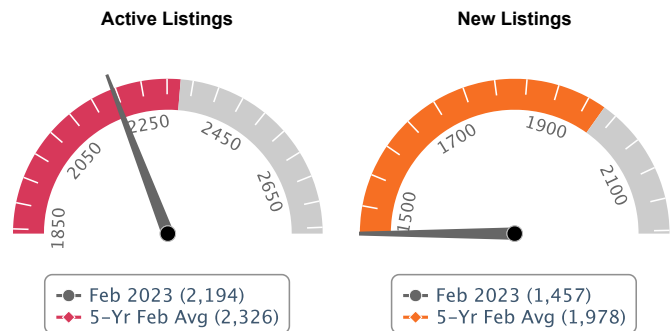 Active Listings
1850
2050
2250
2450
2650
Feb 2023 (2,194)
5-Yr Feb Avg (2,326)
New Listings
1500
1700
1900
2100
Feb 2023 (1,457)
5-Yr Feb Avg (1,978)